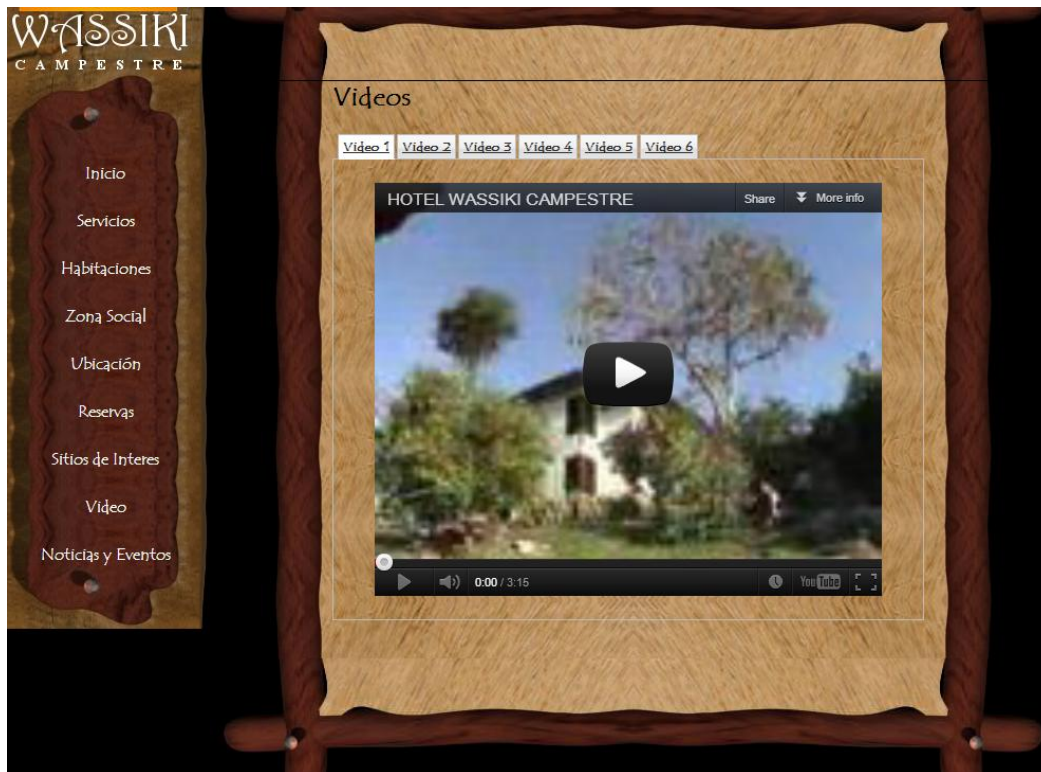 WASSIKI
CAMPESTRE
Inicio
Servicios
Habitaciones
Zona Social
Ubicación
Reservas
Sitios de Interes
Video
Noticias y Eventos
Videos
Video 1 Video 2 Video 3 Video 4 Video 5 Video 6
HOTEL WASSIKI CAMPESTRE Share More info
0:00 / 3:15 YouTube